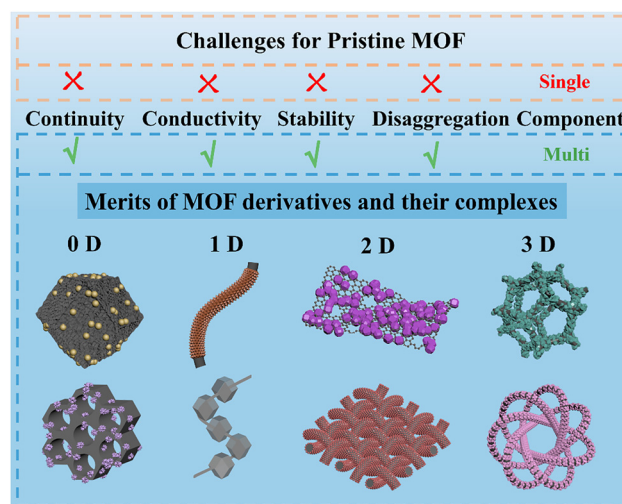 Challenges for Pristine MOF
Single
Continuity Conductivity Stability Disaggregation Component
Multi
Merits of MOF derivatives and their complexes
0 D 1 D 2 D 3 D